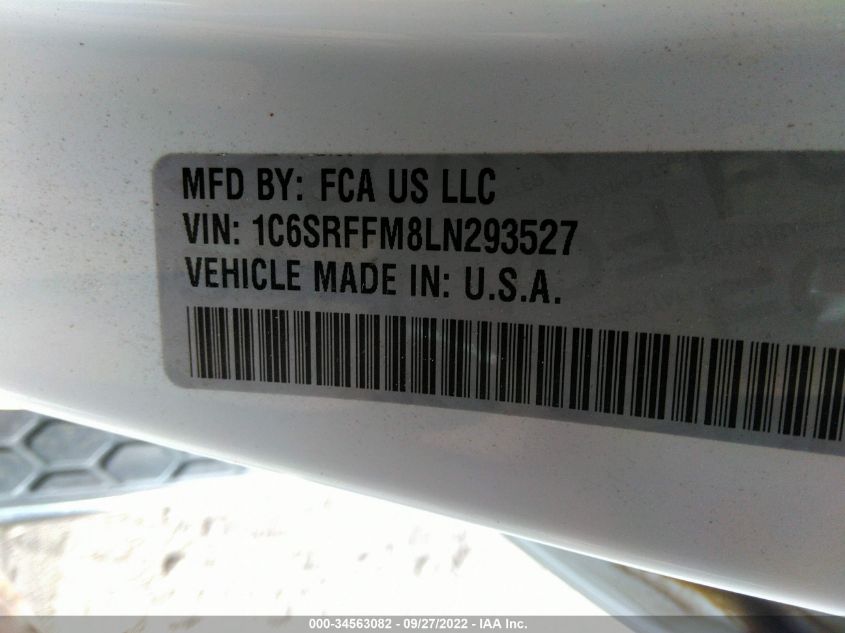 MFD BY: FCA US LLC
VIN: 1C6SRFFM8LN293527
VEHICLE MADE IN: U.S.A.
000-34563082 - 09/27/2022 - IAA Inc.